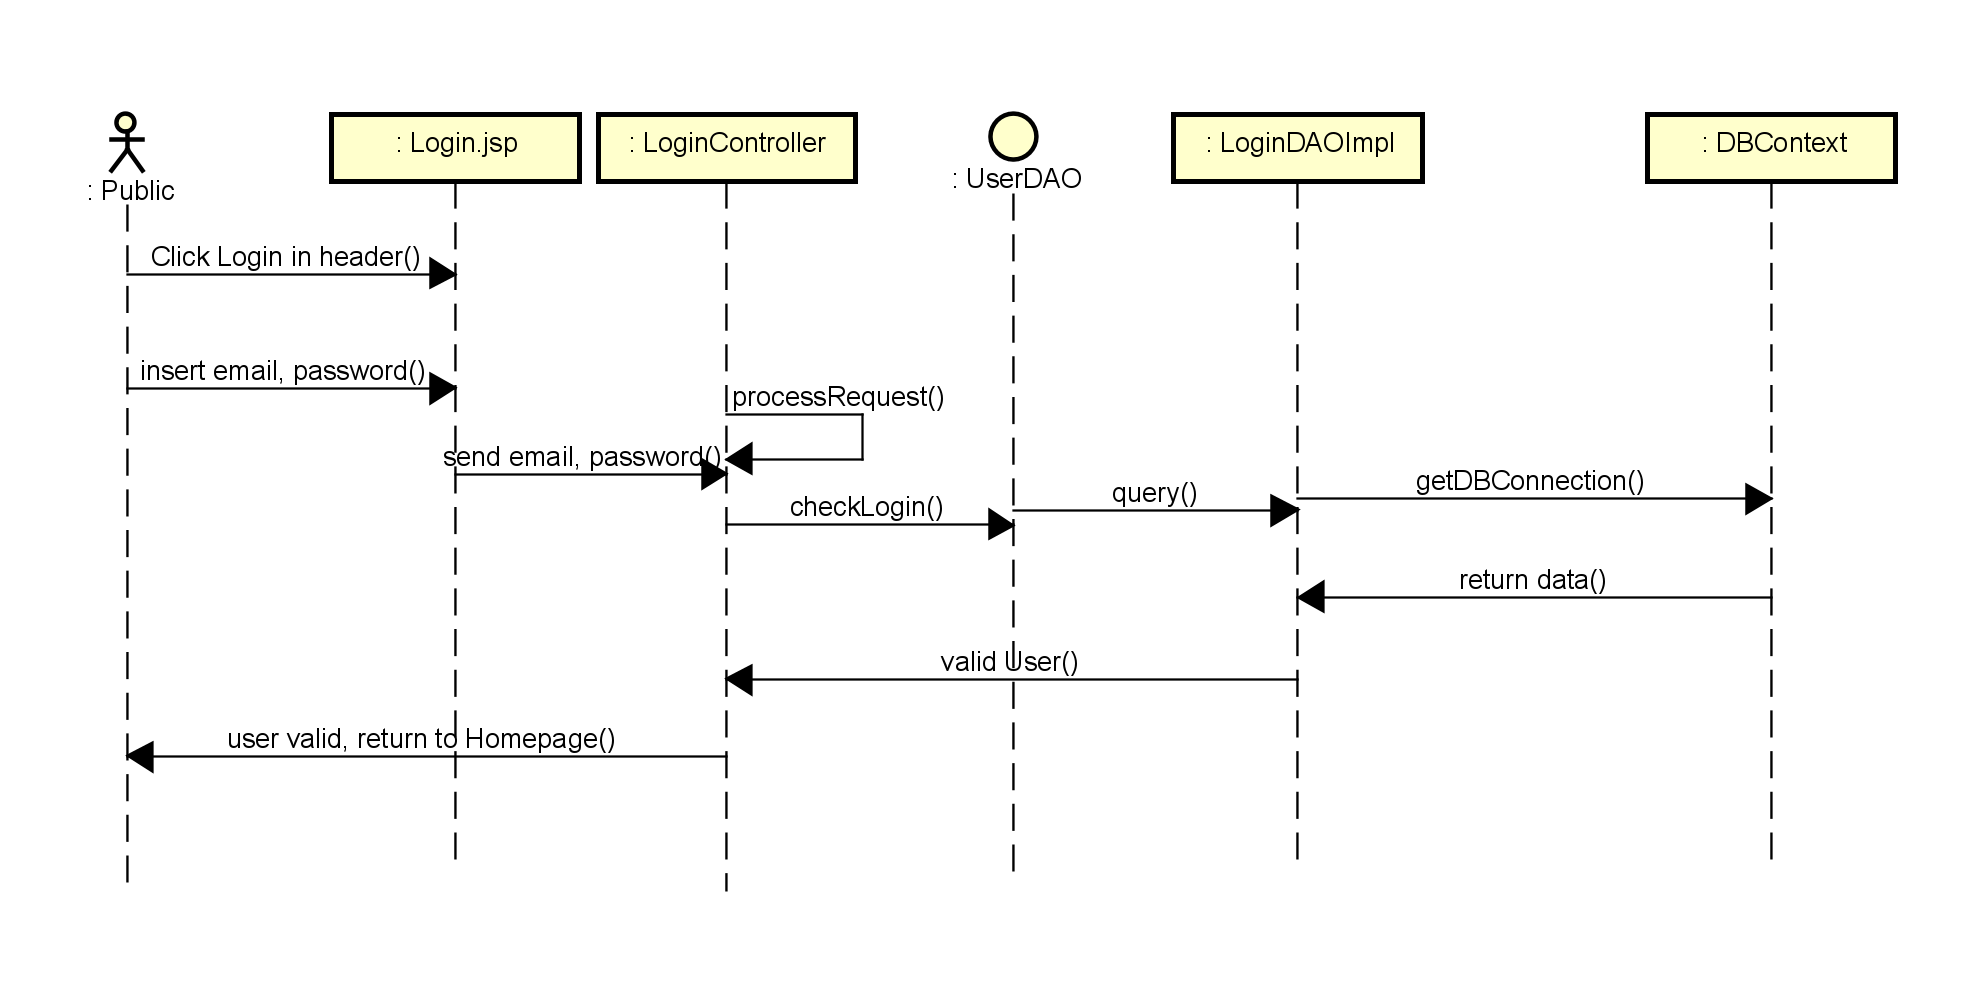 : Public
: Login.jsp
: LoginController
: UserDAO
: LoginDAOImpl
: DBContext
Click Login in header()
insert email, password()
processRequest()
send email, password()
checkLogin()
query()
getDBConnection()
return data()
valid User()
user valid, return to Homepage()